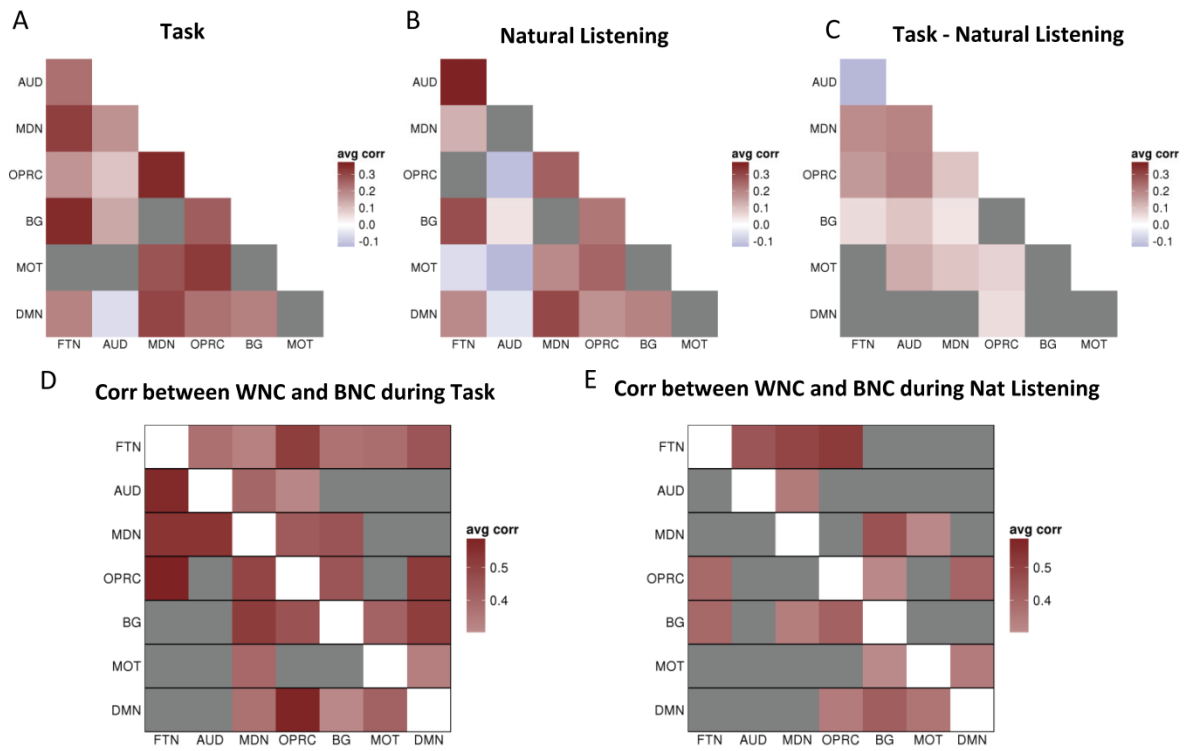 A
Task
AUD
MDN
OPRC
BG
MOT
DMN
FTN AUD MDN OPRC BG MOT
avg corr
0.3
0.2
0.1
0.0
-0.1
B
Natural Listening
AUD
MDN
OPRC
BG
MOT
DMN
FTN AUD MDN OPRC BG MOT
avg corr
0.3
0.2
0.1
0.0
-0.1
C
Task - Natural Listening
AUD
MDN
OPRC
BG
MOT
DMN
FTN AUD MDN OPRC BG MOT
avg corr
0.3
0.2
0.1
0.0
-0.1
D
Corr between WNC and BNC during Task
FTN
AUD
MDN
OPRC
BG
MOT
DMN
FTN AUD MDN OPRC BG MOT DMN
avg corr
0.5
0.4
E
Corr between WNC and BNC during Nat Listening
FTN
AUD
MDN
OPRC
BG
MOT
DMN
FTN AUD MDN OPRC BG MOT DMN
avg corr
0.5
0.4